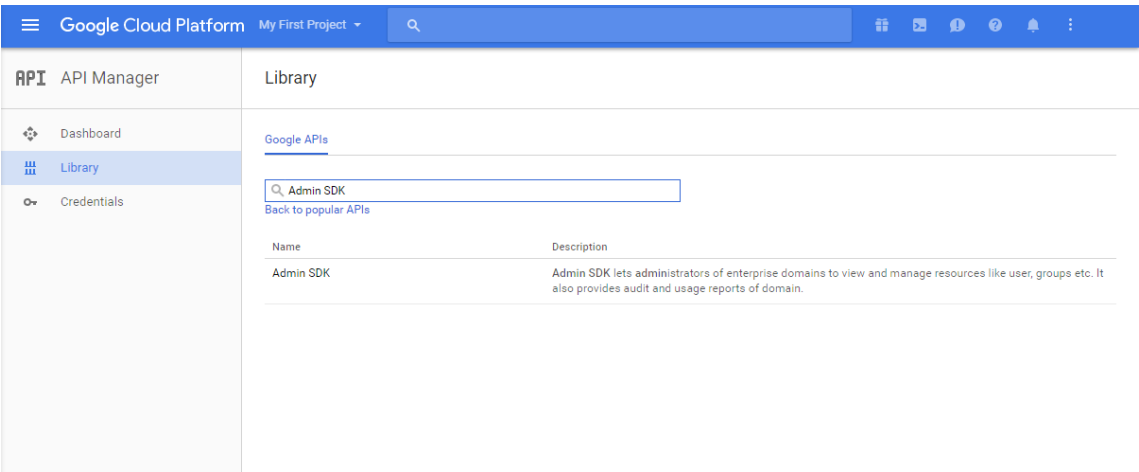 Google Cloud Platform My First Project
API API Manager
Library
Dashboard
Library
Credentials
Google APIs
Admin SDK
Back to popular APIs
Name Description
Admin SDK Admin SDK lets administrators of enterprise domains to view and manage resources like user, groups etc. It
also provides audit and usage reports of domain.